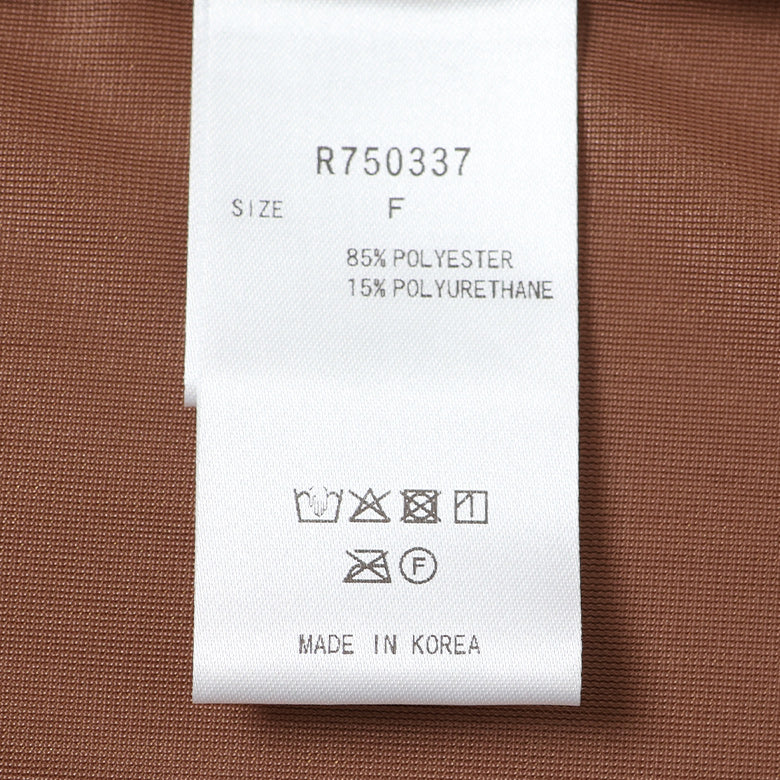 R750337
SIZE F
85% POLYESTER
15% POLYURETHANE
F
MADE IN KOREA